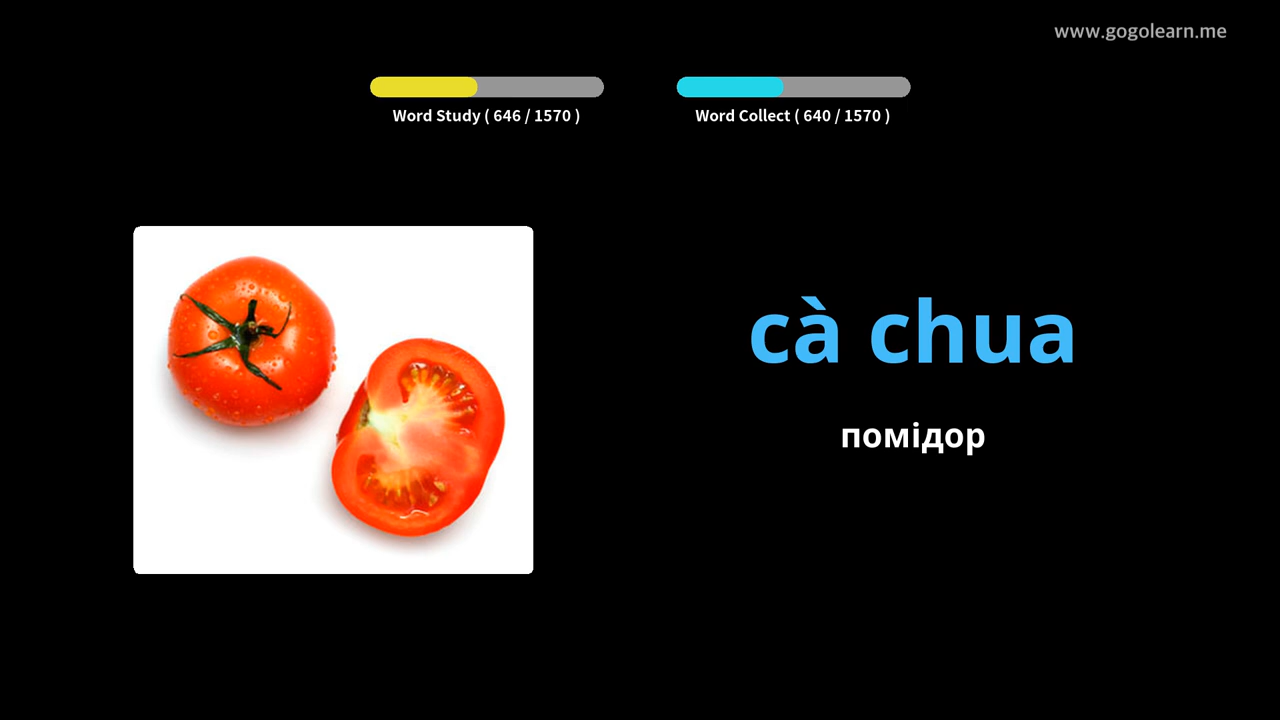 www.gogolearn.me
Word Study ( 646 / 1570 )
Word Collect ( 640 / 1570 )
cà chua
помідор